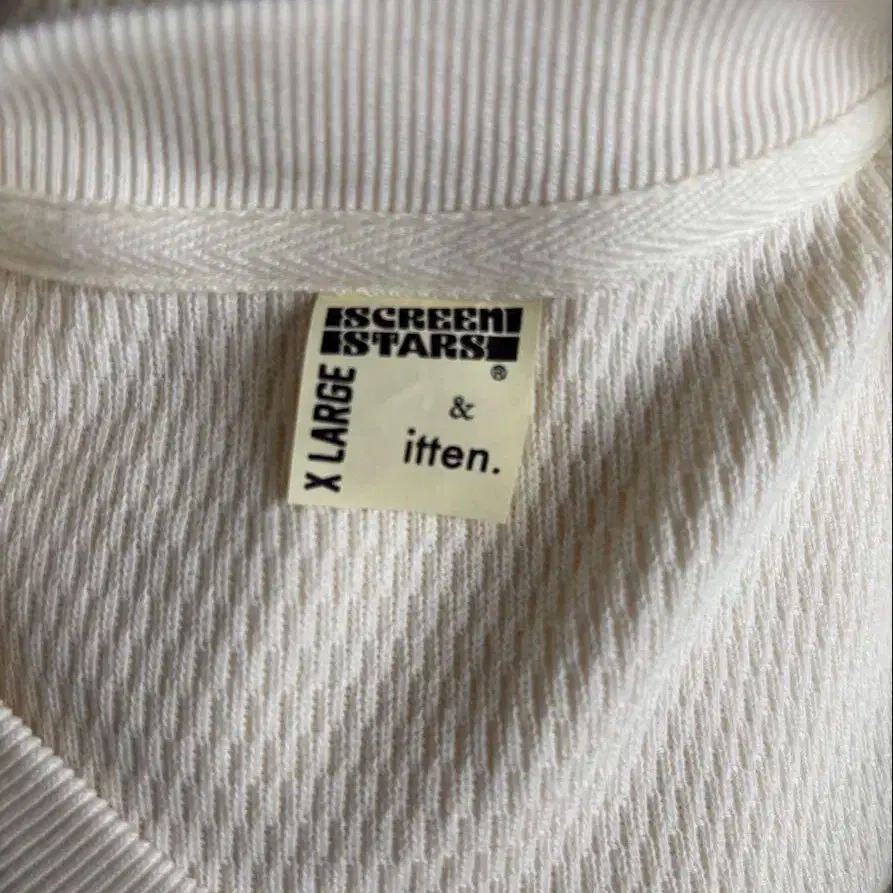 SCREEN
STARS
®
X LARGE
&
itten.